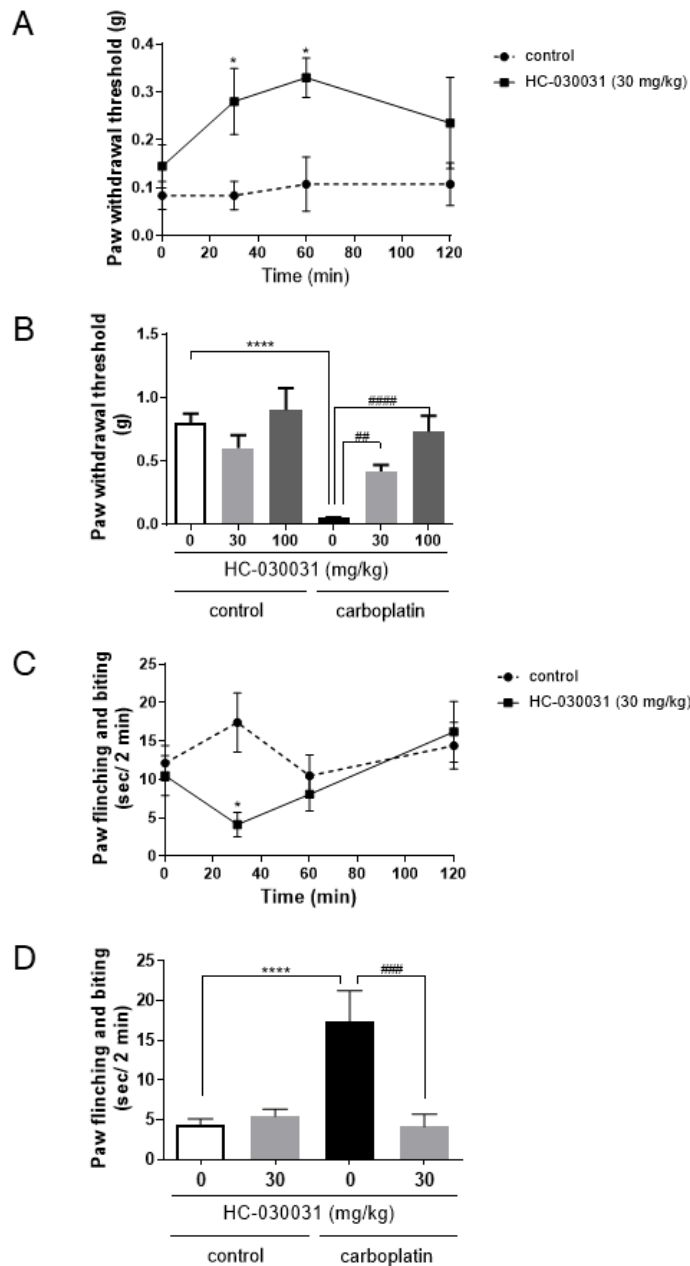 A
Paw withdrawal threshold (g)
0.4
0.3
0.2
0.1
0.0
*
*
0 20 40 60 80 100 120
Time (min)
control
HC-030031 (30 mg/kg)
B
Paw withdrawal threshold
(g)
1.5
1.0
0.5
0.0
****
####
##
0 30 100 0 30 100
HC-030031 (mg/kg)
control carboplatin
C
Paw flinching and biting
(sec/ 2 min)
25
20
15
10
5
0
*
0 20 40 60 80 100 120
Time (min)
control
HC-030031 (30 mg/kg)
D
Paw flinching and biting
(sec/ 2 min)
25
20
15
10
5
0
****
###
0 30 0 30
HC-030031 (mg/kg)
control carboplatin